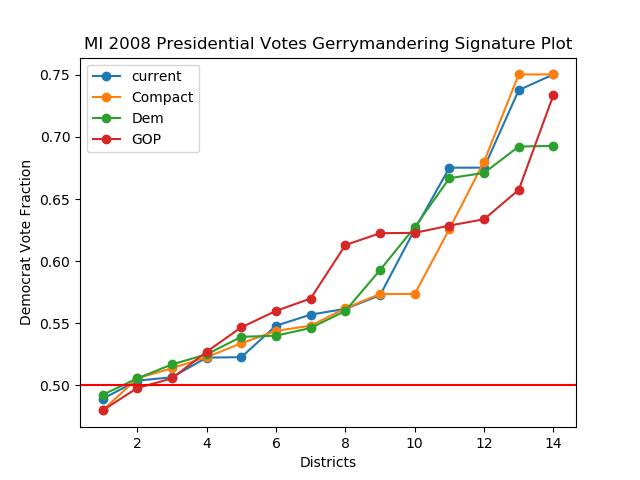 MI 2008 Presidential Votes Gerrymandering Signature Plot
current
Compact
Dem
GOP
0.75
0.70
0.65
0.60
0.55
0.50
Democrat Vote Fraction
2 4 6 8 10 12 14
Districts